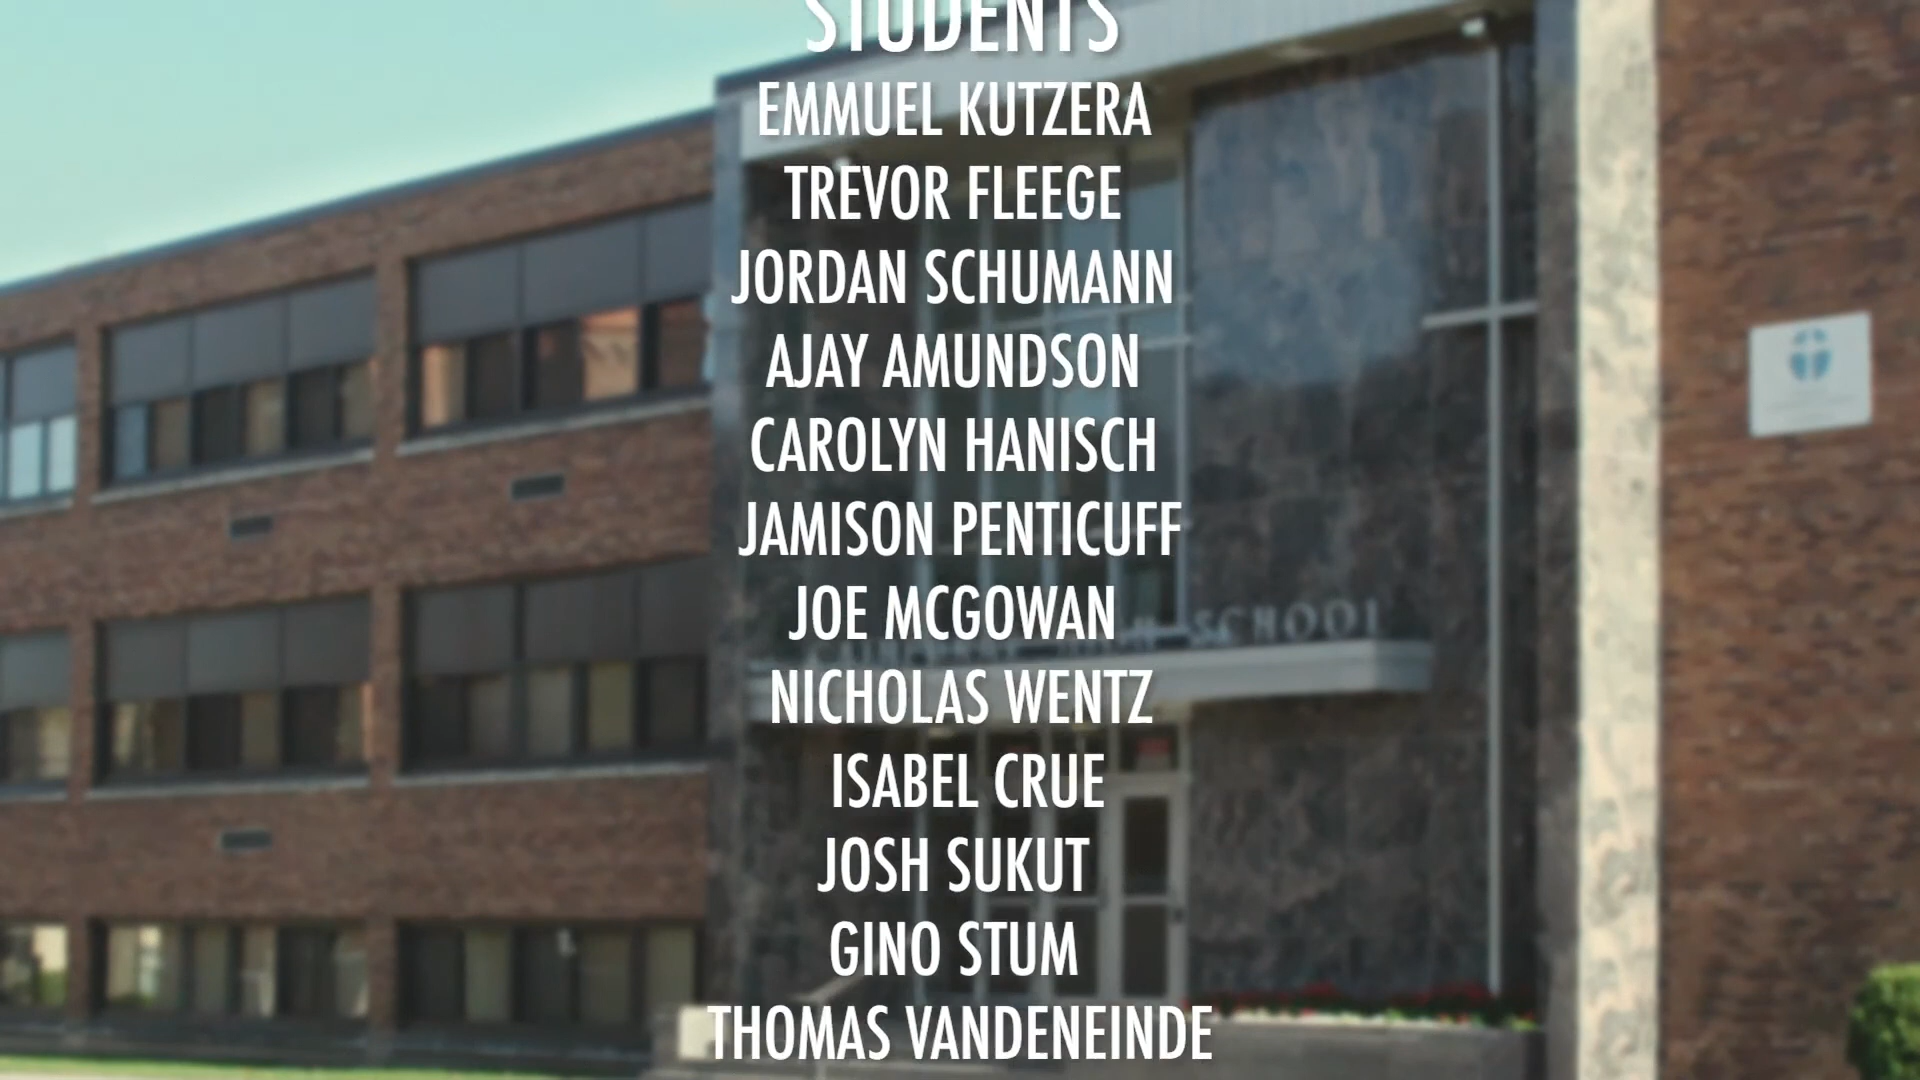 STUDENTS
EMMUEL KUTZERA
TREVOR FLEEGE
JORDAN SCHUMANN
AJAY AMUNDSON
CAROLYN HANISCH
JAMISON PENTICUFF
JOE MCGOWAN
NICHOLAS WENTZ
ISABEL CRUE
JOSH SUKUT
GINO STUM
THOMAS VANDENEINDE
SCHOOL